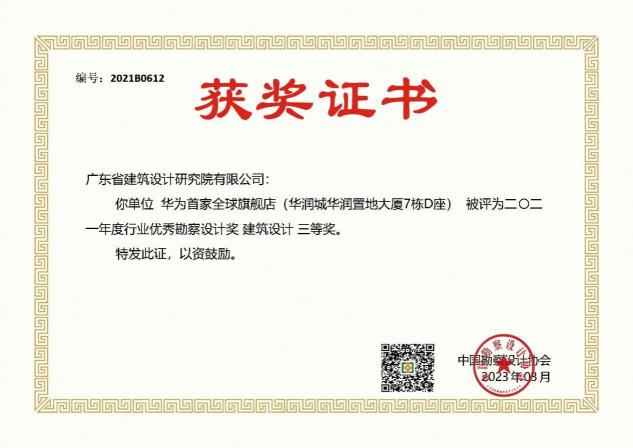 编号：2021B0612
获奖证书
广东省建筑设计研究院有限公司：
你单位 华为首家全球旗舰店（华润城华润置地大厦7栋D座） 被评为二〇二
一年度行业优秀勘察设计奖 建筑设计 三等奖。
特发此证，以资鼓励。
中国勘察设计协会
2023年03月